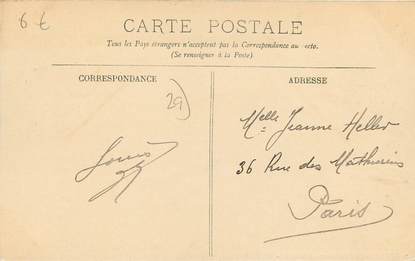 6 €
CARTE POSTALE
Tous les Pays étrangers n'acceptent pas la Correspondance au recto.
(Se renseigner à la Poste)
CORRESPONDANCE
ADRESSE
29)
Louis
Melle Jeanne Heller
36 Rue des Mathurins
Paris